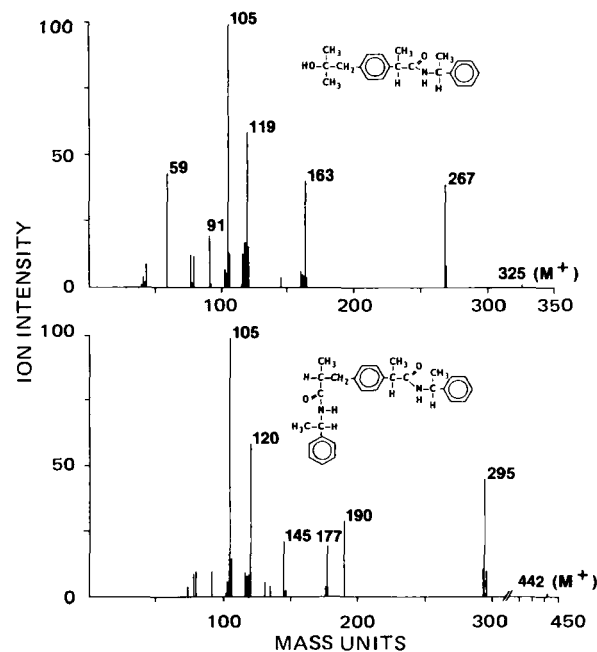 ION INTENSITY
100
50
0
59
91
105
119
163
267
325 (M+)
100
150
200
250
300
350
CH3
HO-C-CH2
CH3
CH3
O
C-C
H
N
H
CH3
C
H
100
50
0
105
120
145
177
190
295
442 (M+)
100
200
300
450
CH3
H-C-CH2
O
C
N-H
H3C-C-H
CH3
O
C-C
H
N
H
CH3
C
H
MASS UNITS